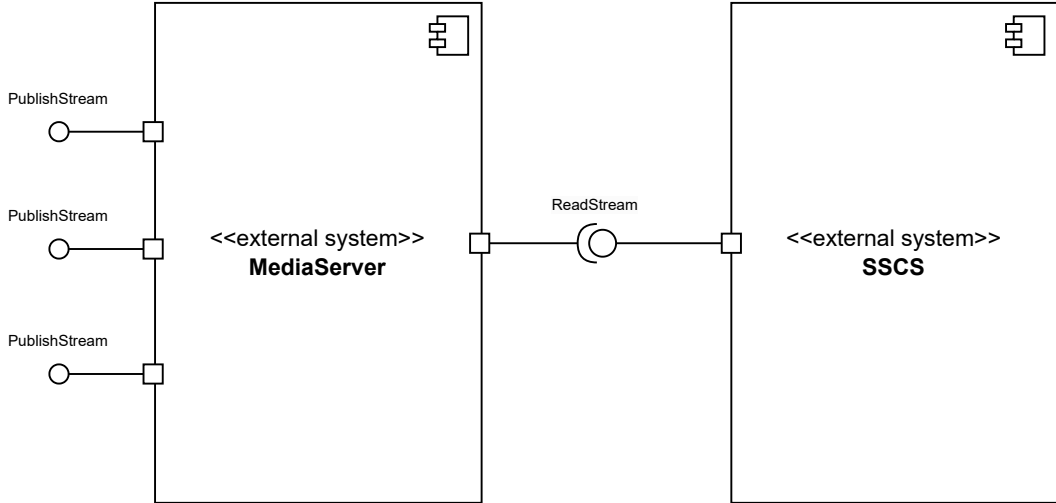 PublishStream
PublishStream
PublishStream
<<external system>>
MediaServer
ReadStream
<<external system>>
SSCS